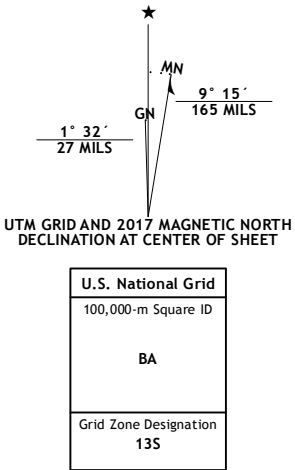 ★
MN
GN
9° 15´
165 MILS
1° 32´
27 MILS
UTM GRID AND 2017 MAGNETIC NORTH
DECLINATION AT CENTER OF SHEET
U.S. National Grid
100,000-m Square ID
BA
Grid Zone Designation
13S